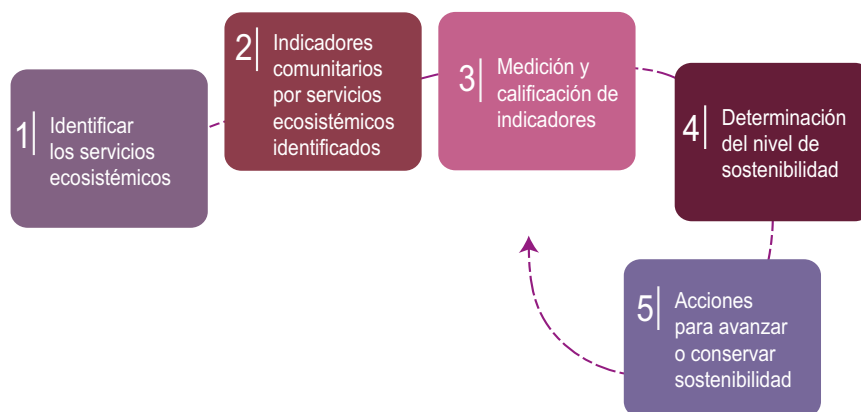 1
Identificar
los servicios
ecosistémicos
2
Indicadores
comunitarios
por servicios
ecosistémicos
identificados
3
Medición y
calificación de
indicadores
4
Determinación
del nivel de
sostenibilidad
5
Acciones
para avanzar
o conservar
sostenibilidad